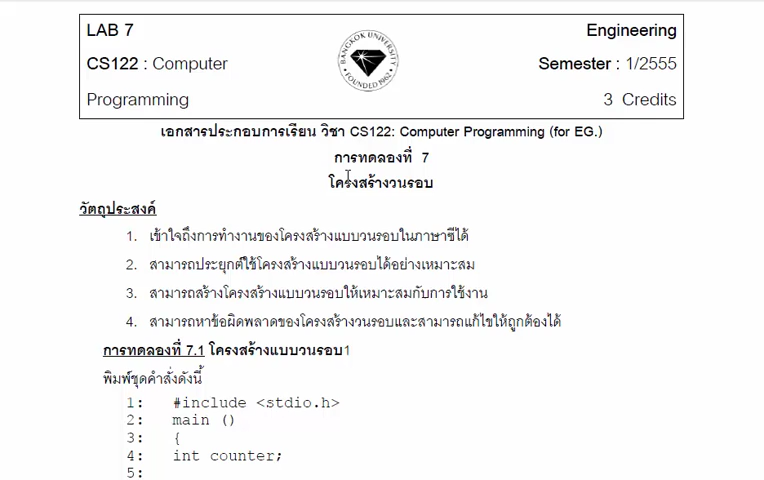 LAB 7 Engineering
CS122 : Computer Semester : 1/2555
Programming 3 Credits
BANGKOK UNIVERSITY
FOUNDED 1962
เอกสารประกอบการเรียน วิชา CS122: Computer Programming (for EG.)
การทดลองที่ 7
โครงสร้างวนรอบ
วัตถุประสงค์
1. เข้าใจถึงการทำงานของโครงสร้างแบบวนรอบในภาษาซีได้
2. สามารถประยุกต์ใช้โครงสร้างแบบวนรอบได้อย่างเหมาะสม
3. สามารถสร้างโครงสร้างแบบวนรอบให้เหมาะสมกับการใช้งาน
4. สามารถหาข้อผิดพลาดของโครงสร้างวนรอบและสามารถแก้ไขให้ถูกต้องได้
การทดลองที่ 7.1 โครงสร้างแบบวนรอบ1
พิมพ์ชุดคำสั่งดังนี้
1: #include <stdio.h>
2: main ()
3: {
4: int counter;
5: